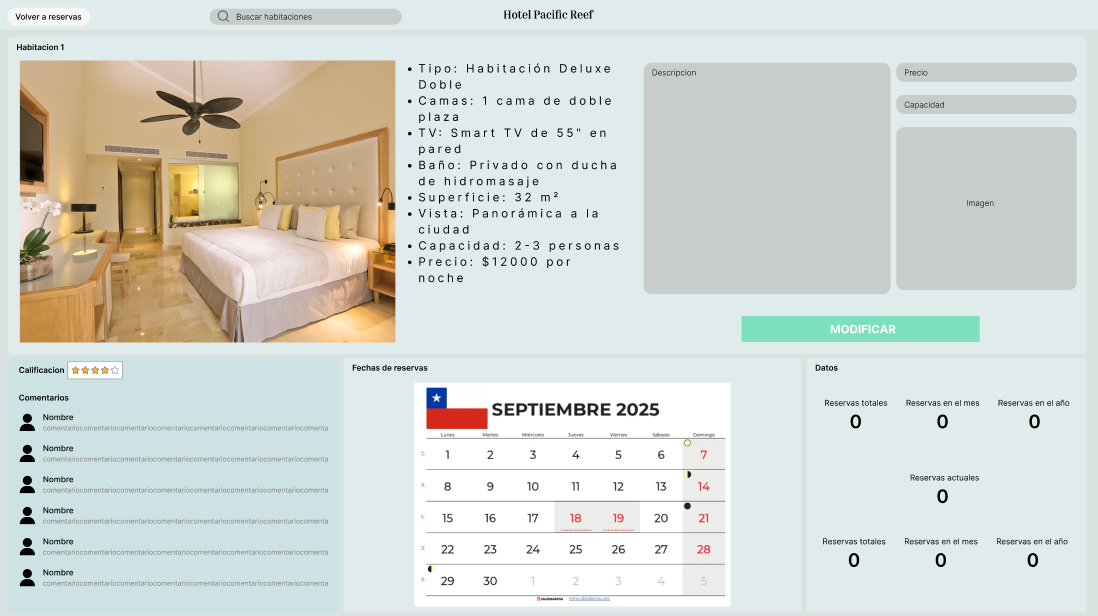 Volver a reservas
Buscar habitaciones
Hotel Pacific Reef
Habitacion 1
• Tipo: Habitación Deluxe
Doble
• Camas: 1 cama de doble
plaza
• TV: Smart TV de 55" en
pared
• Baño: Privado con ducha
de hidromasaje
• Superficie: 32 m²
• Vista: Panorámica a la
ciudad
• Capacidad: 2-3 personas
• Precio: $12000 por
noche
Descripcion
Precio
Capacidad
Imagen
MODIFICAR
Calificacion
Comentarios
Nombre
comentariocomentariocomentariocomentariocomentariocomentariocomentariocomenta
Nombre
comentariocomentariocomentariocomentariocomentariocomentariocomentariocomenta
Nombre
comentariocomentariocomentariocomentariocomentariocomentariocomentariocomenta
Nombre
comentariocomentariocomentariocomentariocomentariocomentariocomentariocomenta
Nombre
comentariocomentariocomentariocomentariocomentariocomentariocomentariocomenta
Nombre
comentariocomentariocomentariocomentariocomentariocomentariocomentariocomenta
Fechas de reservas
SEPTIEMBRE 2025
Lunes Martes Miércoles Jueves Viernes Sábado Domingo
1 2 3 4 5 6 7
8 9 10 11 12 13 14
15 16 17 18 19 20 21
22 23 24 25 26 27 28
29 30 1 2 3 4 5
Datos
Reservas totales Reservas en el mes Reservas en el año
0 0 0
Reservas actuales
0
Reservas totales Reservas en el mes Reservas en el año
0 0 0